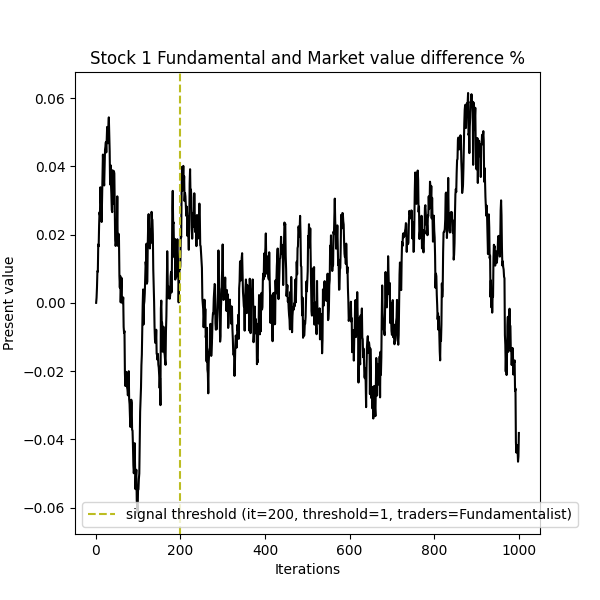 Stock 1 Fundamental and Market value difference %
Present value
0.06
0.04
0.02
0.00
−0.02
−0.04
−0.06
signal threshold (it=200, threshold=1, traders=Fundamentalist)
0 200 400 600 800 1000
Iterations